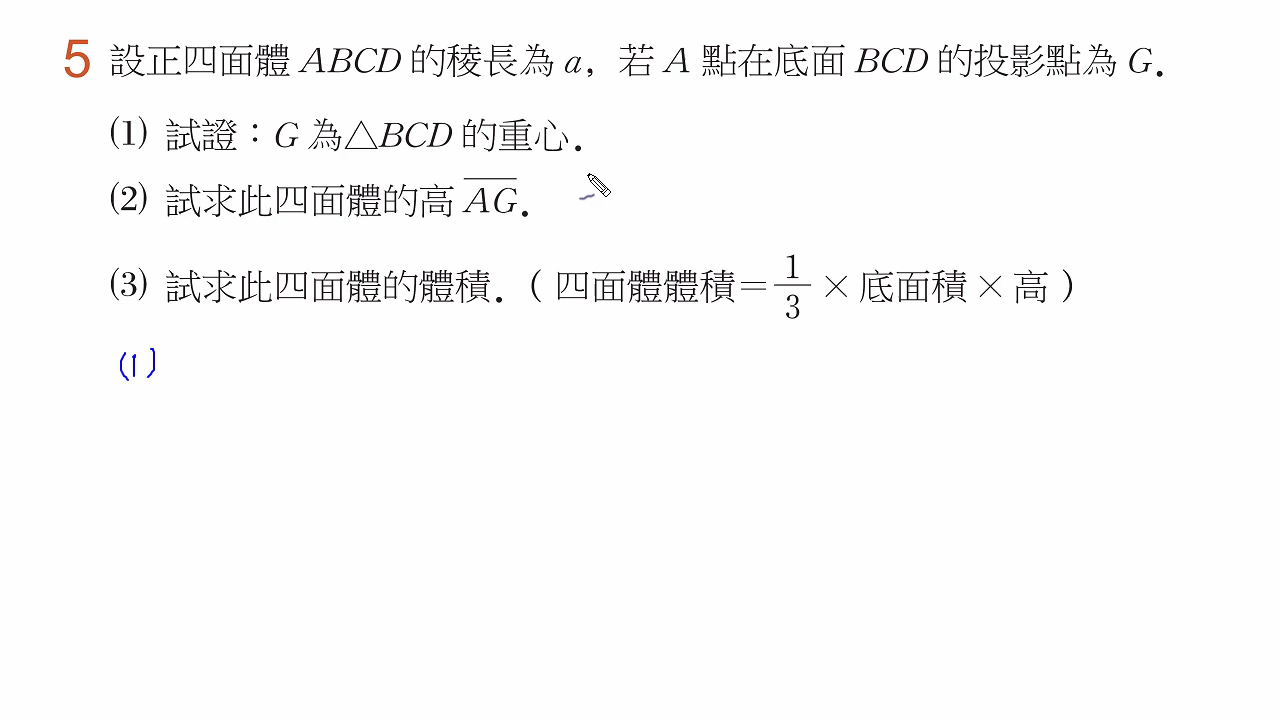 5 設正四面體 ABCD 的稜長為 a，若 A 點在底面 BCD 的投影點為 G．
(1) 試證：G 為△BCD 的重心．
(2) 試求此四面體的高 \overline{AG}．
(3) 試求此四面體的體積．( 四面體體積＝\frac{1}{3} × 底面積 × 高 )
(1)